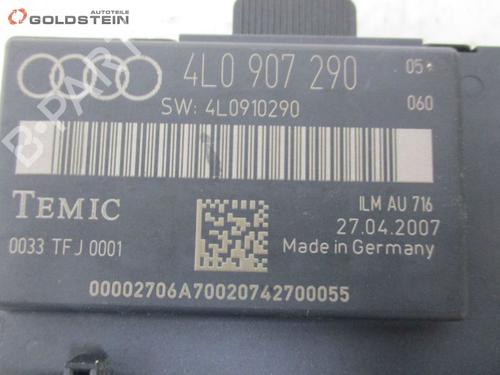 GOLDSTEIN Autoteile
B-PARTS
4L0 907 290
05*
SW: 4L0910290
060
TEMIC
ILM AU 716
27.04.2007
0033 TFJ 0001
Made in Germany
00002706A70020742700055